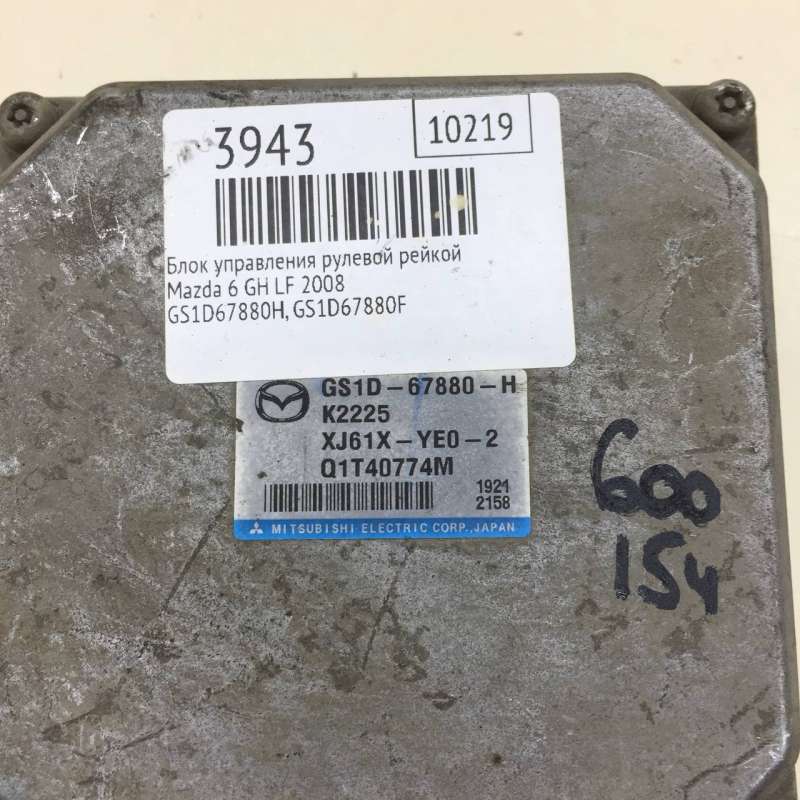 3943
10219
Блок управления рулевой рейкой
Mazda 6 GH LF 2008
GS1D67880H, GS1D67880F
GS1D-67880-H
K2225
XJ61X-YE0-2
Q1T40774M
1921
2158
MITSUBISHI ELECTRIC CORP., JAPAN
600
154